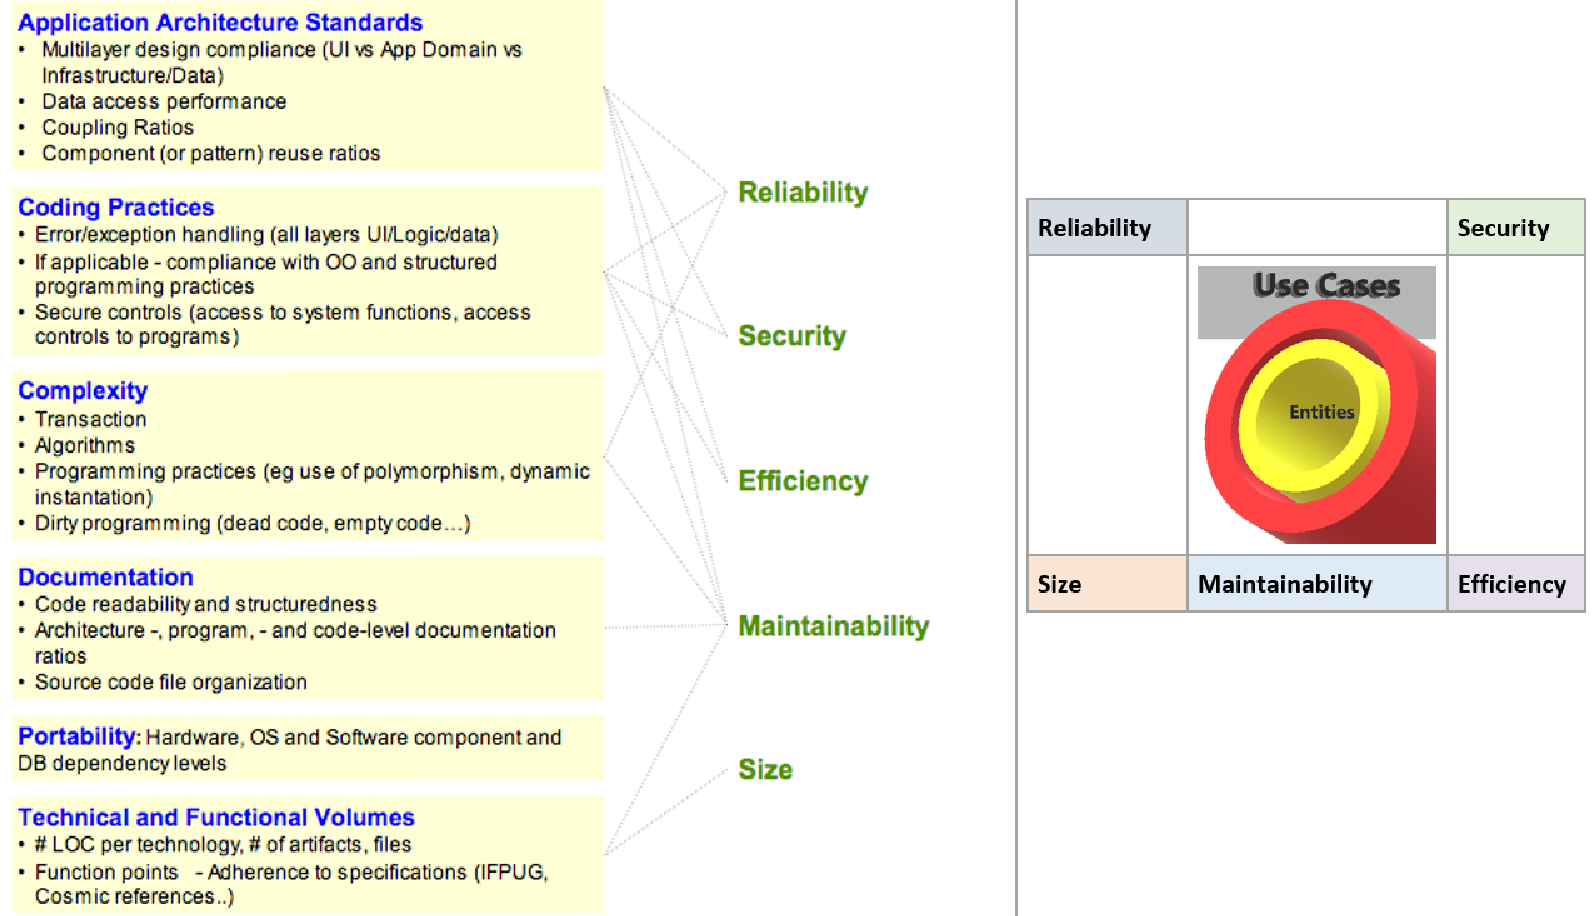 Application Architecture Standards
• Multilayer design compliance (UI vs App Domain vs
Infrastructure/Data)
• Data access performance
• Coupling Ratios
• Component (or pattern) reuse ratios
Coding Practices
• Error/exception handling (all layers UI/Logic/data)
• If applicable - compliance with OO and structured
programming practices
• Secure controls (access to system functions, access
controls to programs)
Complexity
• Transaction
• Algorithms
• Programming practices (eg use of polymorphism, dynamic
instantation)
• Dirty programming (dead code, empty code…)
Documentation
• Code readability and structuredness
• Architecture -, program, - and code-level documentation
ratios
• Source code file organization
Portability: Hardware, OS and Software component and
DB dependency levels
Technical and Functional Volumes
• # LOC per technology, # of artifacts, files
• Function points - Adherence to specifications (IFPUG,
Cosmic references..)
Reliability
Security
Efficiency
Maintainability
Size
Reliability
Security
Use Cases
Entities
Size
Maintainability
Efficiency